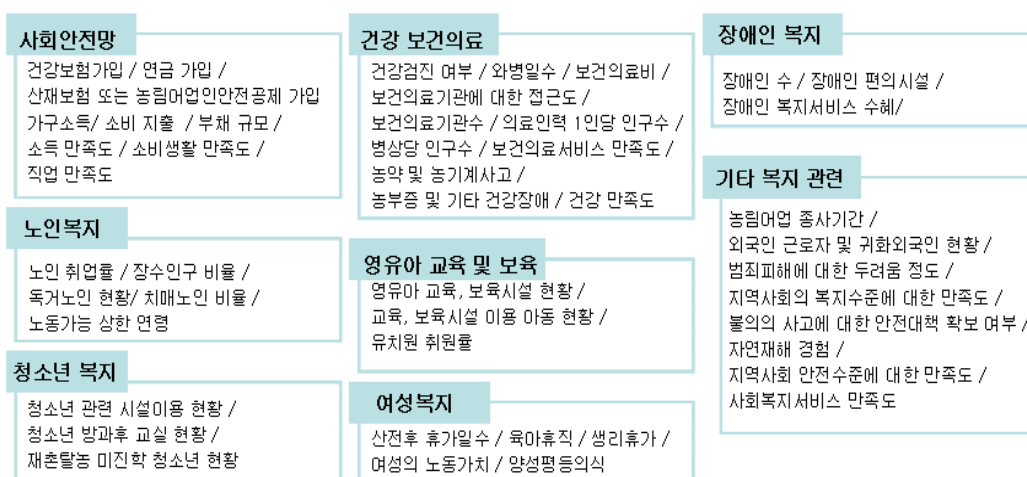 사회안전망
건강보험가입 / 연금 가입 /
산재보험 또는 농림어업인안전공제 가입
가구소득/ 소비 지출 / 부채 규모 /
소득 만족도 / 소비생활 만족도 /
직업 만족도
노인복지
노인 취업률 / 장수인구 비율 /
독거노인 현황/ 치매노인 비율 /
노동가능 상한 연령
청소년 복지
청소년 관련 시설이용 현황 /
청소년 방과후 교실 현황 /
재촌탈농 미진학 청소년 현황
건강 보건의료
건강검진 여부 / 와병일수 / 보건의료비 /
보건의료기관에 대한 접근도 /
보건의료기관수 / 의료인력 1인당 인구수 /
병상당 인구수 / 보건의료서비스 만족도 /
농약 및 농기계사고 /
농부증 및 기타 건강장애 / 건강 만족도
영유아 교육 및 보육
영유아 교육, 보육시설 현황 /
교육, 보육시설 이용 아동 현황 /
유치원 취원률
여성복지
산전후 휴가일수 / 육아휴직 / 생리휴가 /
여성의 노동가치 / 양성평등의식
장애인 복지
장애인 수 / 장애인 편의시설 /
장애인 복지서비스 수혜/
기타 복지 관련
농림어업 종사기간 /
외국인 근로자 및 귀화외국인 현황 /
범죄피해에 대한 두려움 정도 /
지역사회의 복지수준에 대한 만족도 /
불의의 사고에 대한 안전대책 확보 여부 /
자연재해 경험 /
지역사회 안전수준에 대한 만족도 /
사회복지서비스 만족도